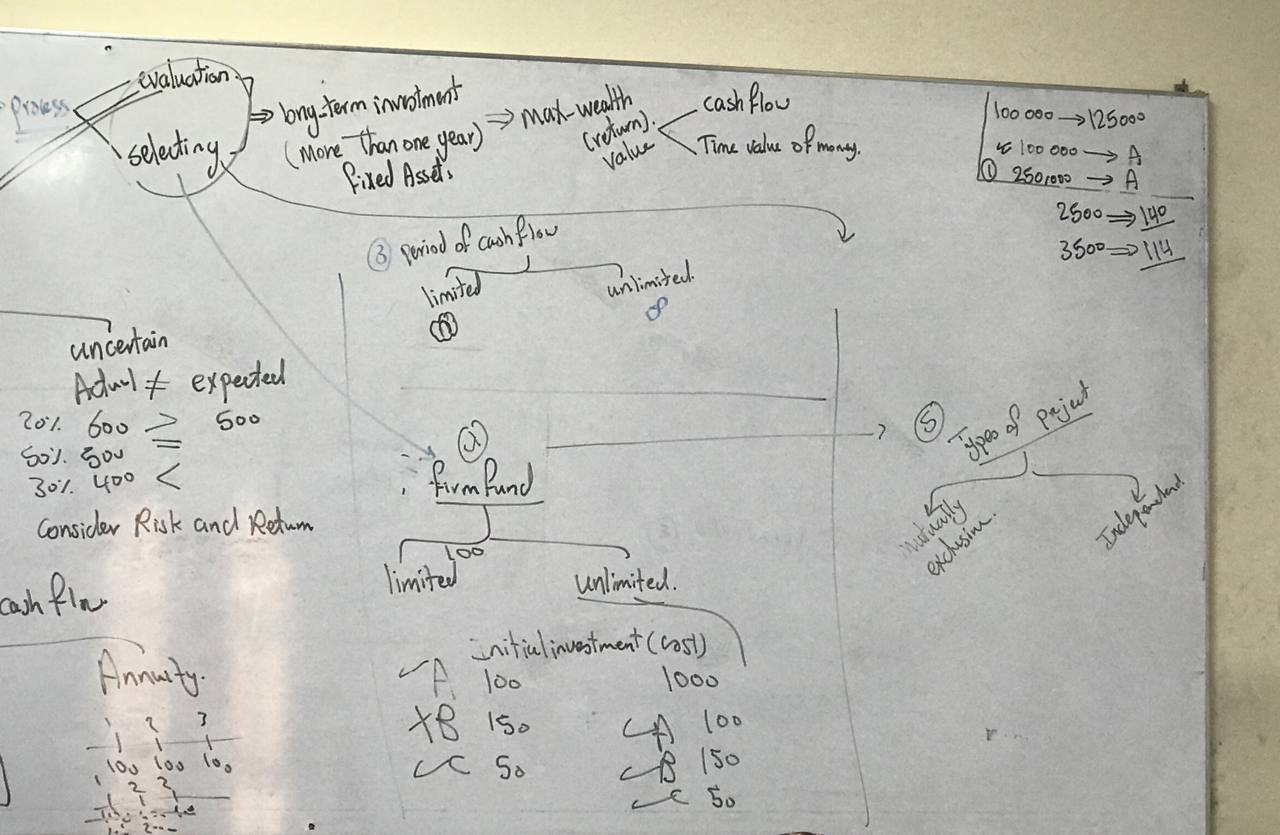 Process
evaluation
selecting
⇒ long-term investment
(More Than one year)
fixed Assets
⇒ max-wealth
(return).
value
cash flow
Time value of money.
100 000 → 125000
100 000 → A
① 250,000 → A
2500 ⇒ 140
3500 ⇒ 114
③ period of cash flow
limited
unlimited.
∞
uncertain
Actual ≠ expected
20% 600 > 500
50% 500 =
30% 400 <
Consider Risk and Return
cash flow
Annuity.
1 2 3
100 100 100
1 2 3
firm fund
100
limited
unlimited.
initial investment (cost)
A 100
XB 150
C 50
1000
A 100
B 150
C 50
⑤ Types of Project
mutually
exclusive.
Independent.